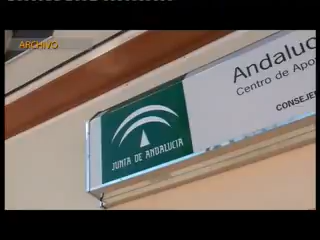 ARCHIVO
Andaluc
Centro de Apo
CONSEJE
JUNTA DE ANDALUCIA